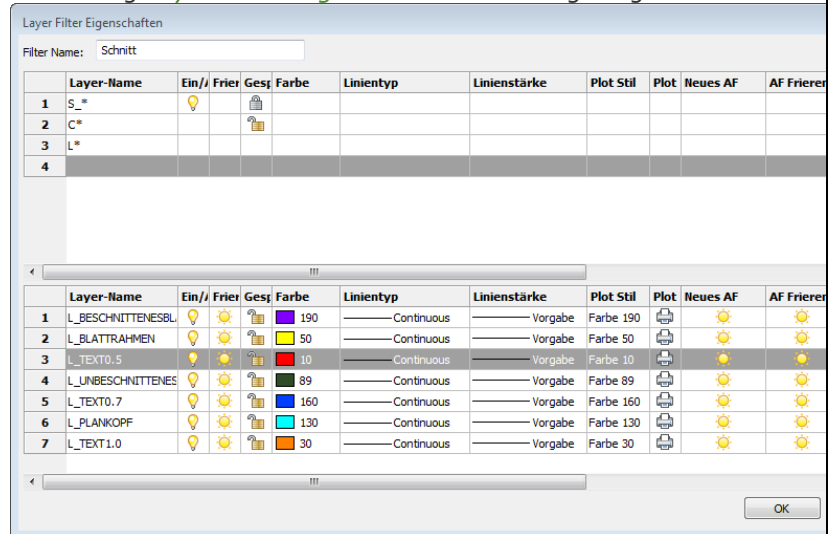 Layer Filter Eigenschaften
Filter Name: Schnitt
Layer-Name Ein/ Frier Gesp Farbe Linientyp Linienstärke Plot Stil Plot Neues AF AF Frieren
1 S_*
2 C*
3 L*
4
Layer-Name Ein/ Frier Gesp Farbe Linientyp Linienstärke Plot Stil Plot Neues AF AF Frieren
1 L_BESCHNITTENESBL. 190 Continuous Vorgabe Farbe 190
2 L_BLATTRAHMEN 50 Continuous Vorgabe Farbe 50
3 L_TEXT0.5 10 Continuous Vorgabe Farbe 10
4 L_UNBESCHNITTENES 89 Continuous Vorgabe Farbe 89
5 L_TEXT0.7 160 Continuous Vorgabe Farbe 160
6 L_PLANKOPF 130 Continuous Vorgabe Farbe 130
7 L_TEXT1.0 30 Continuous Vorgabe Farbe 30
OK